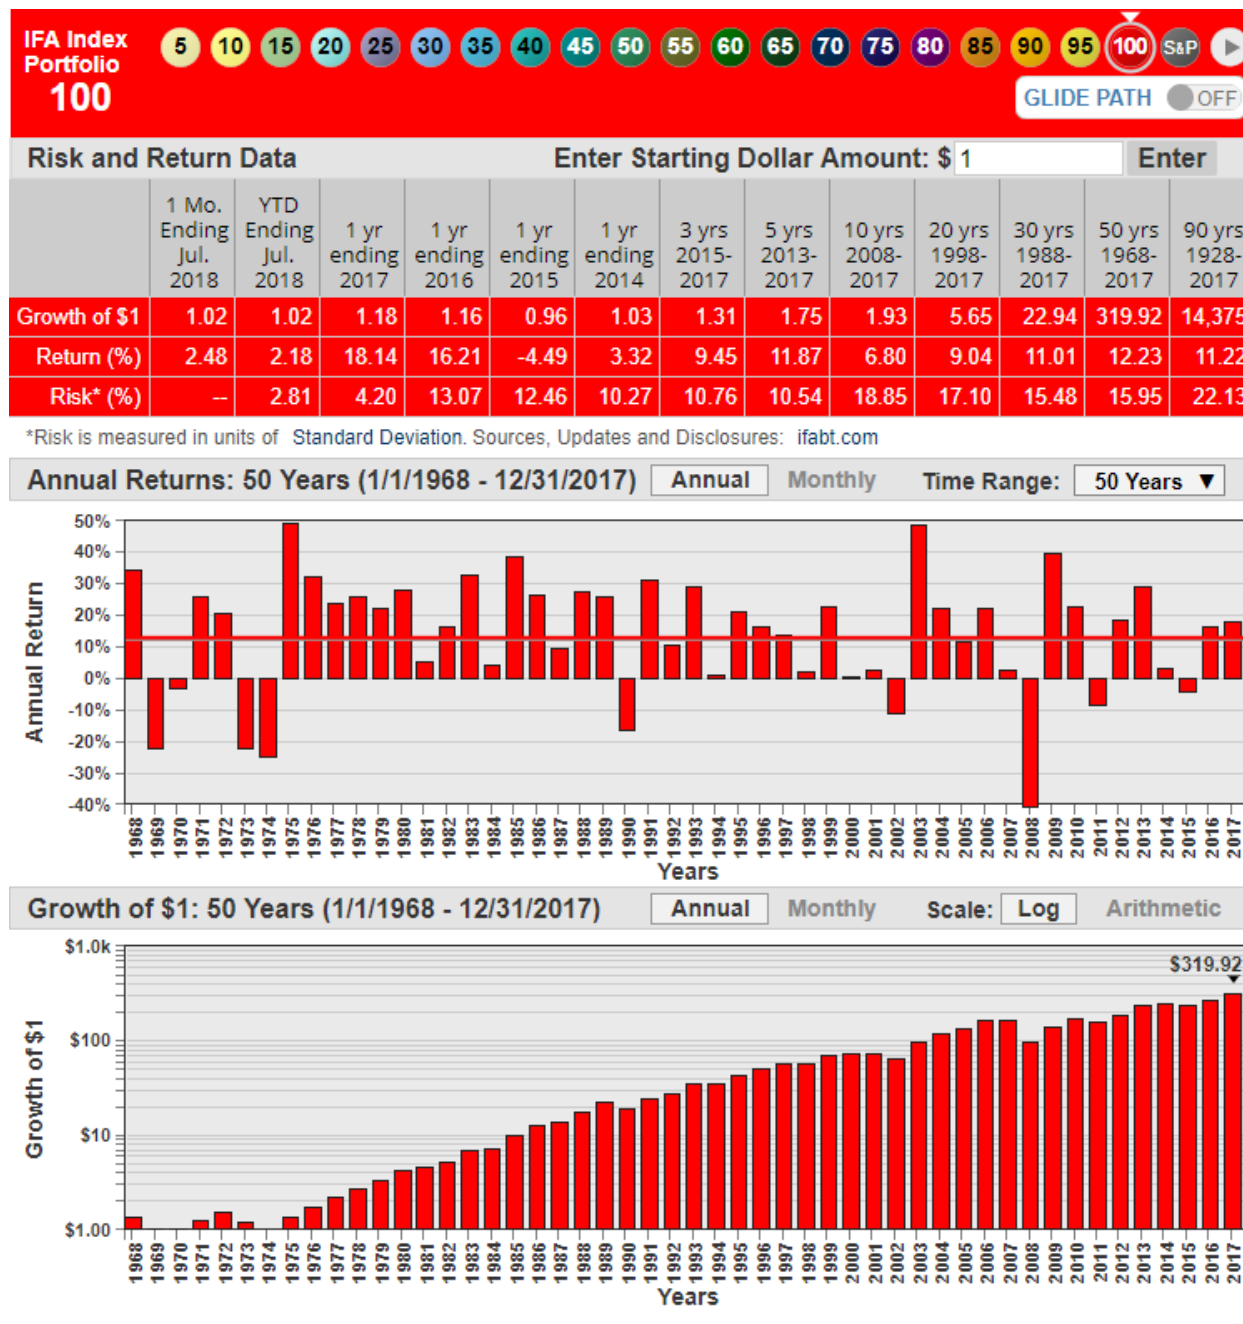 IFA Index
Portfolio
100
5 10 15 20 25 30 35 40 45 50 55 60 65 70 75 80 85 90 95 100 S&P
GLIDE PATH OFF
Risk and Return Data Enter Starting Dollar Amount: $ 1 Enter
1 Mo. Ending Jul. 2018 YTD Ending Jul. 2018 1 yr ending 2017 1 yr ending 2016 1 yr ending 2015 1 yr ending 2014 3 yrs 2015-2017 5 yrs 2013-2017 10 yrs 2008-2017 20 yrs 1998-2017 30 yrs 1988-2017 50 yrs 1968-2017 90 yrs 1928-2017
Growth of $1 1.02 1.02 1.18 1.16 0.96 1.03 1.31 1.75 1.93 5.65 22.94 319.92 14,375
Return (%) 2.48 2.18 18.14 16.21 -4.49 3.32 9.45 11.87 6.80 9.04 11.01 12.23 11.22
Risk* (%) -- 2.81 4.20 13.07 12.46 10.27 10.76 10.54 18.85 17.10 15.48 15.95 22.13
*Risk is measured in units of Standard Deviation. Sources, Updates and Disclosures: ifabt.com
Annual Returns: 50 Years (1/1/1968 - 12/31/2017) Annual Monthly Time Range: 50 Years ▼
Annual Return
50%
40%
30%
20%
10%
0%
-10%
-20%
-30%
-40%
1968 1969 1970 1971 1972 1973 1974 1975 1976 1977 1978 1979 1980 1981 1982 1983 1984 1985 1986 1987 1988 1989 1990 1991 1992 1993 1994 1995 1996 1997 1998 1999 2000 2001 2002 2003 2004 2005 2006 2007 2008 2009 2010 2011 2012 2013 2014 2015 2016 2017
Years
Growth of $1: 50 Years (1/1/1968 - 12/31/2017) Annual Monthly Scale: Log Arithmetic
Growth of $1
$1.0k
$319.92
$100
$10
$1.00
1968 1969 1970 1971 1972 1973 1974 1975 1976 1977 1978 1979 1980 1981 1982 1983 1984 1985 1986 1987 1988 1989 1990 1991 1992 1993 1994 1995 1996 1997 1998 1999 2000 2001 2002 2003 2004 2005 2006 2007 2008 2009 2010 2011 2012 2013 2014 2015 2016 2017
Years